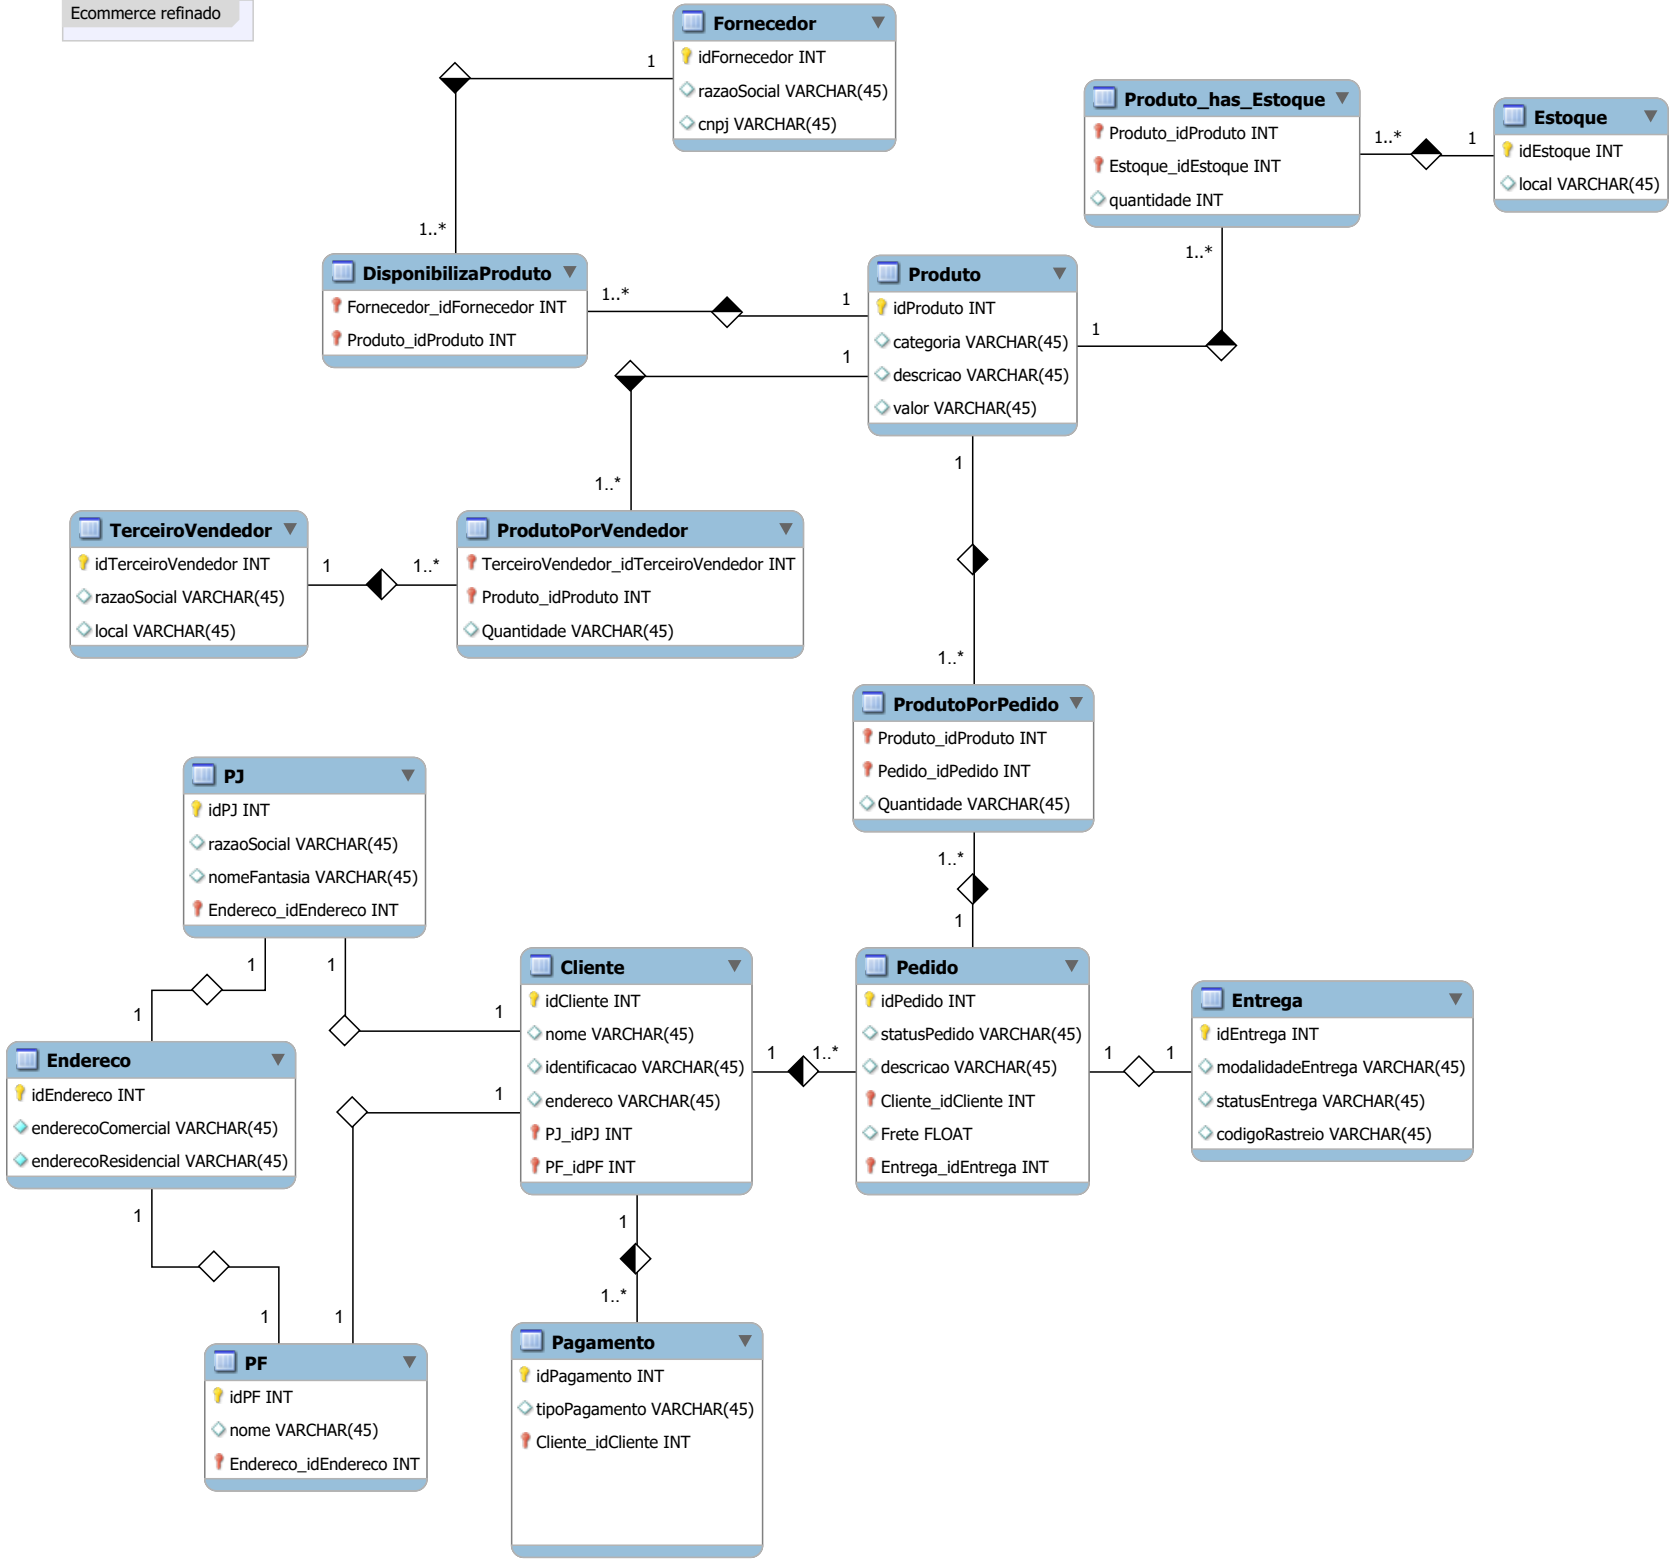 Ecommerce refinado
Fornecedor
idFornecedor INT
razaoSocial VARCHAR(45)
cnpj VARCHAR(45)
1
1..*
Produto_has_Estoque
Produto_idProduto INT
Estoque_idEstoque INT
quantidade INT
1..*
1
Estoque
idEstoque INT
local VARCHAR(45)
1..*
1
DisponibilizaProduto
Fornecedor_idFornecedor INT
Produto_idProduto INT
1..*
1
Produto
idProduto INT
categoria VARCHAR(45)
descricao VARCHAR(45)
valor VARCHAR(45)
1
1..*
1
1..*
TerceiroVendedor
idTerceiroVendedor INT
razaoSocial VARCHAR(45)
local VARCHAR(45)
1
1..*
ProdutoPorVendedor
TerceiroVendedor_idTerceiroVendedor INT
Produto_idProduto INT
Quantidade VARCHAR(45)
ProdutoPorPedido
Produto_idProduto INT
Pedido_idPedido INT
Quantidade VARCHAR(45)
1..*
1
PJ
idPJ INT
razaoSocial VARCHAR(45)
nomeFantasia VARCHAR(45)
Endereco_idEndereco INT
1
1
1
1
Endereco
idEndereco INT
enderecoComercial VARCHAR(45)
enderecoResidencial VARCHAR(45)
1
1
Cliente
idCliente INT
nome VARCHAR(45)
identificacao VARCHAR(45)
endereco VARCHAR(45)
PJ_idPJ INT
PF_idPF INT
1
1
1
1..*
Pedido
idPedido INT
statusPedido VARCHAR(45)
descricao VARCHAR(45)
Cliente_idCliente INT
Frete FLOAT
Entrega_idEntrega INT
1
1
Entrega
idEntrega INT
modalidadeEntrega VARCHAR(45)
statusEntrega VARCHAR(45)
codigoRastreio VARCHAR(45)
1
1..*
PF
idPF INT
nome VARCHAR(45)
Endereco_idEndereco INT
Pagamento
idPagamento INT
tipoPagamento VARCHAR(45)
Cliente_idCliente INT